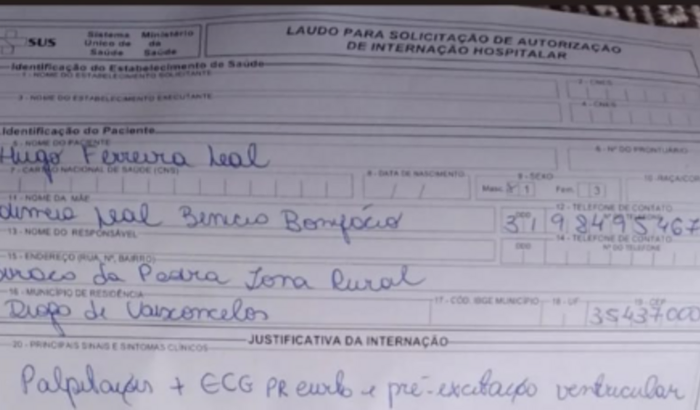 SUS Sistema Único de Saúde Ministério da Saúde
LAUDO PARA SOLICITAÇÃO DE AUTORIZAÇÃO DE INTERNAÇÃO HOSPITALAR
Identificação do Estabelecimento de Saúde
1 - NOME DO ESTABELECIMENTO SOLICITANTE
2 - CNES
3 - NOME DO ESTABELECIMENTO EXECUTANTE
4 - CNES
Identificação do Paciente
5 - NOME DO PACIENTE
6 - Nº DO PRONTUÁRIO
Hugo Ferreira Leal
7 - CARTÃO NACIONAL DE SAÚDE (CNS)
8 - DATA DE NASCIMENTO
9 - SEXO
10 - RAÇA/COR
Masc. 1 Fem. 3
11 - NOME DA MÃE
12 - TELEFONE DE CONTATO
Leal Benicio Bonifácio
31 98495467
13 - NOME DO RESPONSÁVEL
14 - TELEFONE DE CONTATO
DDD Nº DO TELEFONE
15 - ENDEREÇO (RUA, Nº, BAIRRO)
da Pedra Zona Rural
16 - MUNICÍPIO DE RESIDÊNCIA
17 - CÓD. IBGE MUNICÍPIO
18 - UF
19 - CEP
Diogo de Vasconcelos
35437000
JUSTIFICATIVA DA INTERNAÇÃO
20 - PRINCIPAIS SINAIS E SINTOMAS CLÍNICOS
Palpitações + ECG PR curto e pré-excitação ventricular